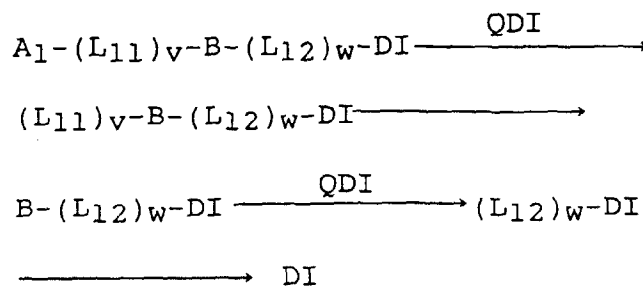 QDI
A1-(L11)v-B-(L12)w-DI ⟶
(L11)v-B-(L12)w-DI ⟶
QDI
B-(L12)w-DI ⟶ (L12)w-DI
⟶ DI